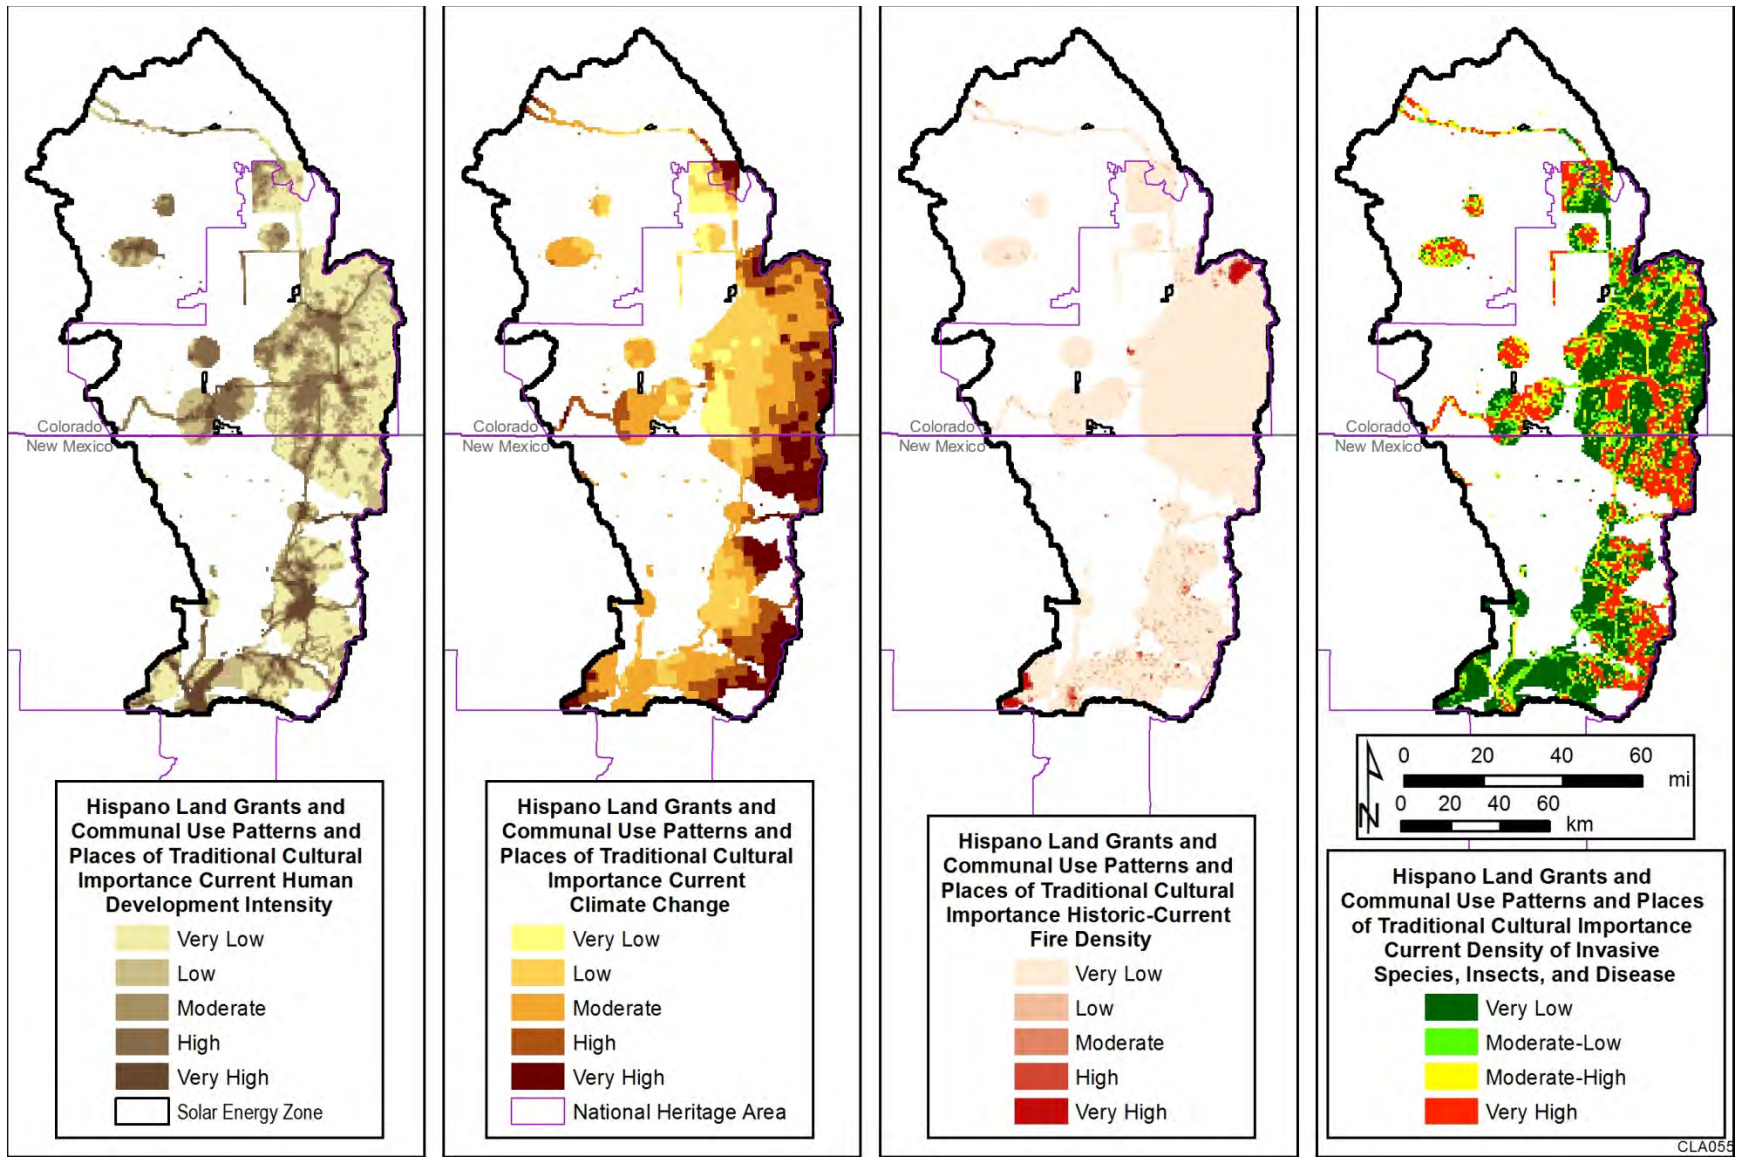 Colorado
New Mexico
Hispano Land Grants and
Communal Use Patterns and
Places of Traditional Cultural
Importance Current Human
Development Intensity
Very Low
Low
Moderate
High
Very High
Solar Energy Zone
Colorado
New Mexico
Hispano Land Grants and
Communal Use Patterns and
Places of Traditional Cultural
Importance Current
Climate Change
Very Low
Low
Moderate
High
Very High
National Heritage Area
Colorado
New Mexico
Hispano Land Grants and
Communal Use Patterns and
Places of Traditional Cultural
Importance Historic-Current
Fire Density
Very Low
Low
Moderate
High
Very High
Colorado
New Mexico
0 20 40 60
mi
0 20 40 60
km
N
Hispano Land Grants and
Communal Use Patterns and Places
of Traditional Cultural Importance
Current Density of Invasive
Species, Insects, and Disease
Very Low
Moderate-Low
Moderate-High
Very High
CLA055